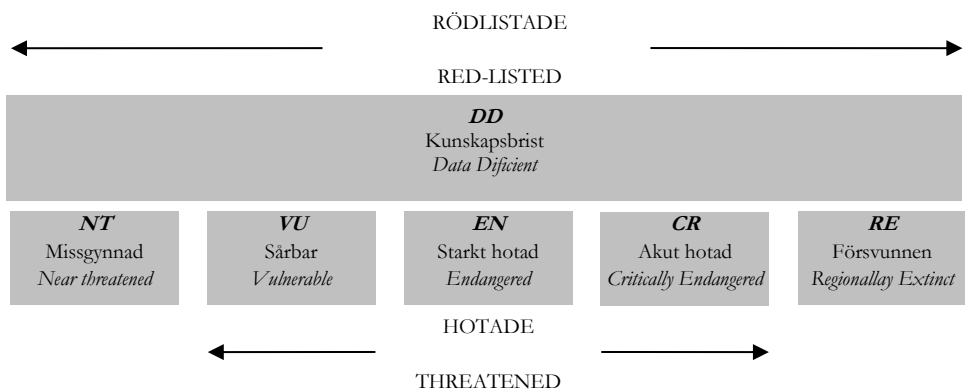 RÖDLISTADE
RED-LISTED
DD
Kunskapsbrist
Data Dificient
NT
Missgynnad
Near threatened
VU
Sårbar
Vulnerable
EN
Starkt hotad
Endangered
CR
Akut hotad
Critically Endangered
RE
Försvunnen
Regionallay Extinct
HOTADE
THREATENED